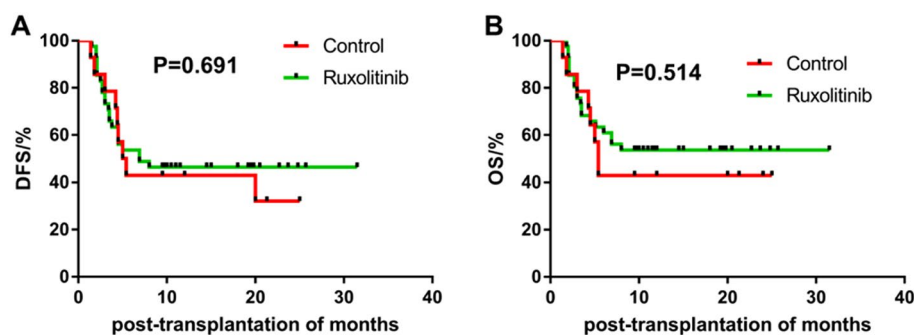 A
P=0.691
Control
Ruxolitinib
DFS/%
100
80
60
40
20
0
0 10 20 30 40
post-transplantation of months
B
P=0.514
Control
Ruxolitinib
OS/%
100
80
60
40
20
0
0 10 20 30 40
post-transplantation of months